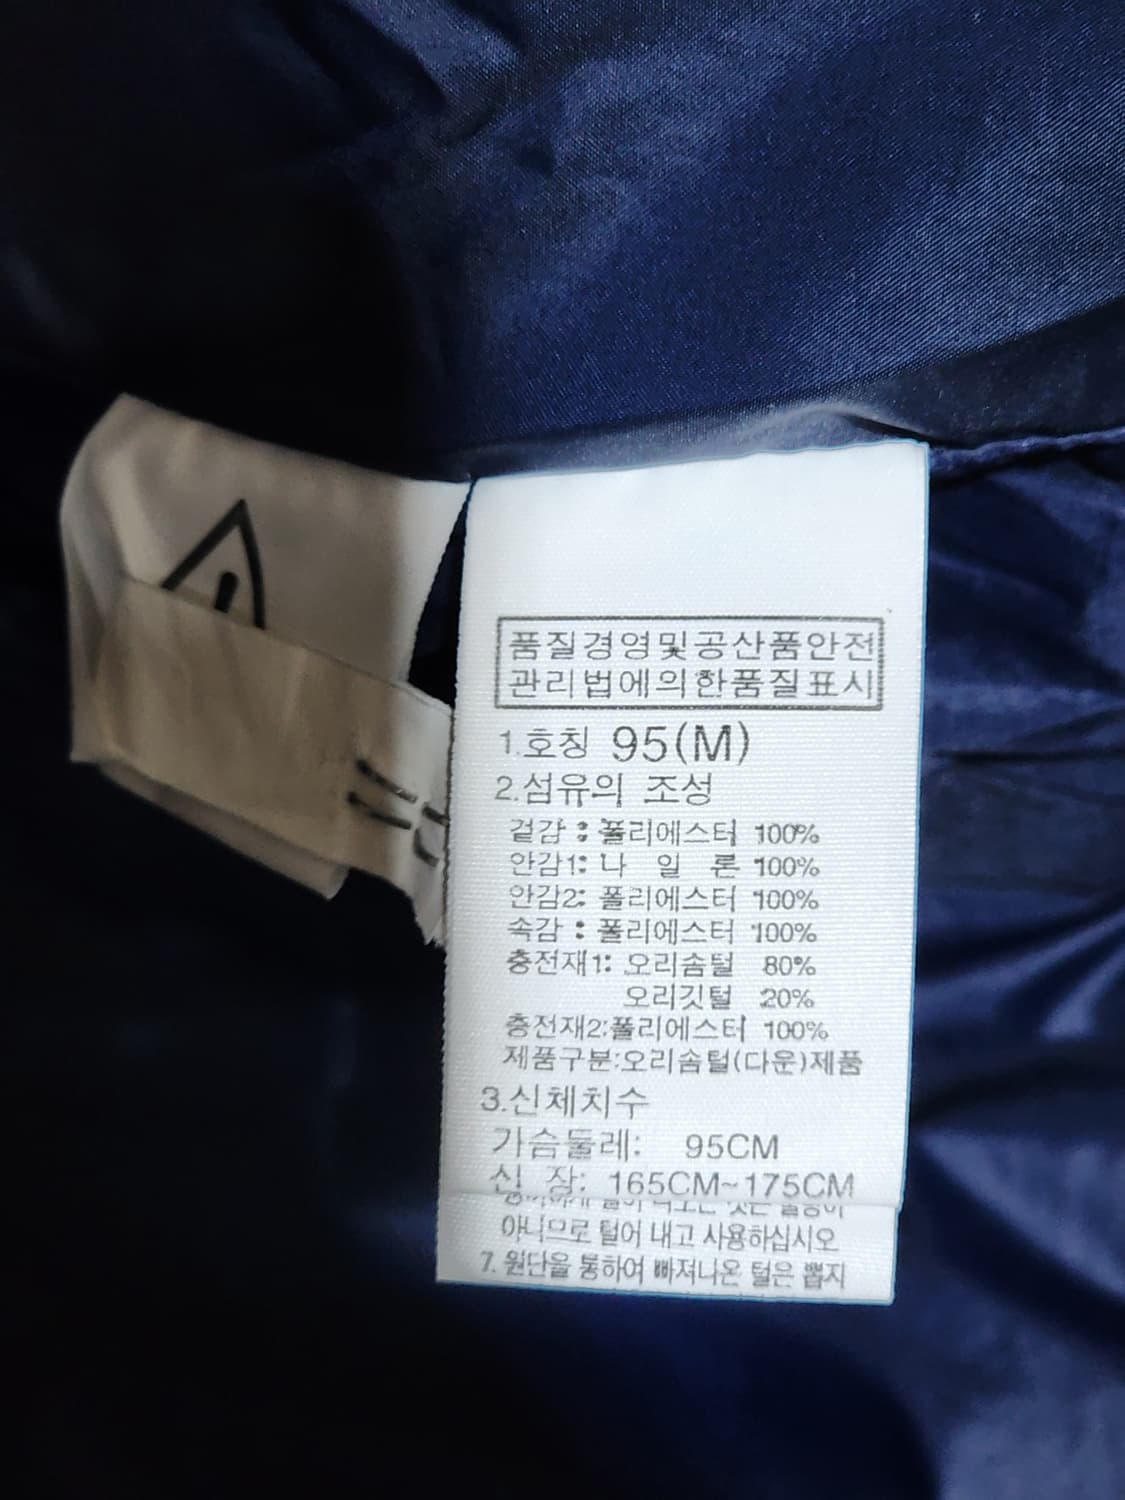 품질경영및공산품안전
관리법에의한품질표시
1.호칭 95(M)
2.섬유의 조성
겉감 : 폴리에스터 100%
안감1: 나 일 론 100%
안감2: 폴리에스터 100%
속감 : 폴리에스터 100%
충전재1: 오리솜털 80%
오리깃털 20%
충전재2:폴리에스터 100%
제품구분:오리솜털(다운)제품
3.신체치수
가슴둘레: 95CM
신 장: 165CM~175CM
아니므로 털어 내고 사용하십시오
7. 원단을 통하여 빠져나온 털은 뽑지